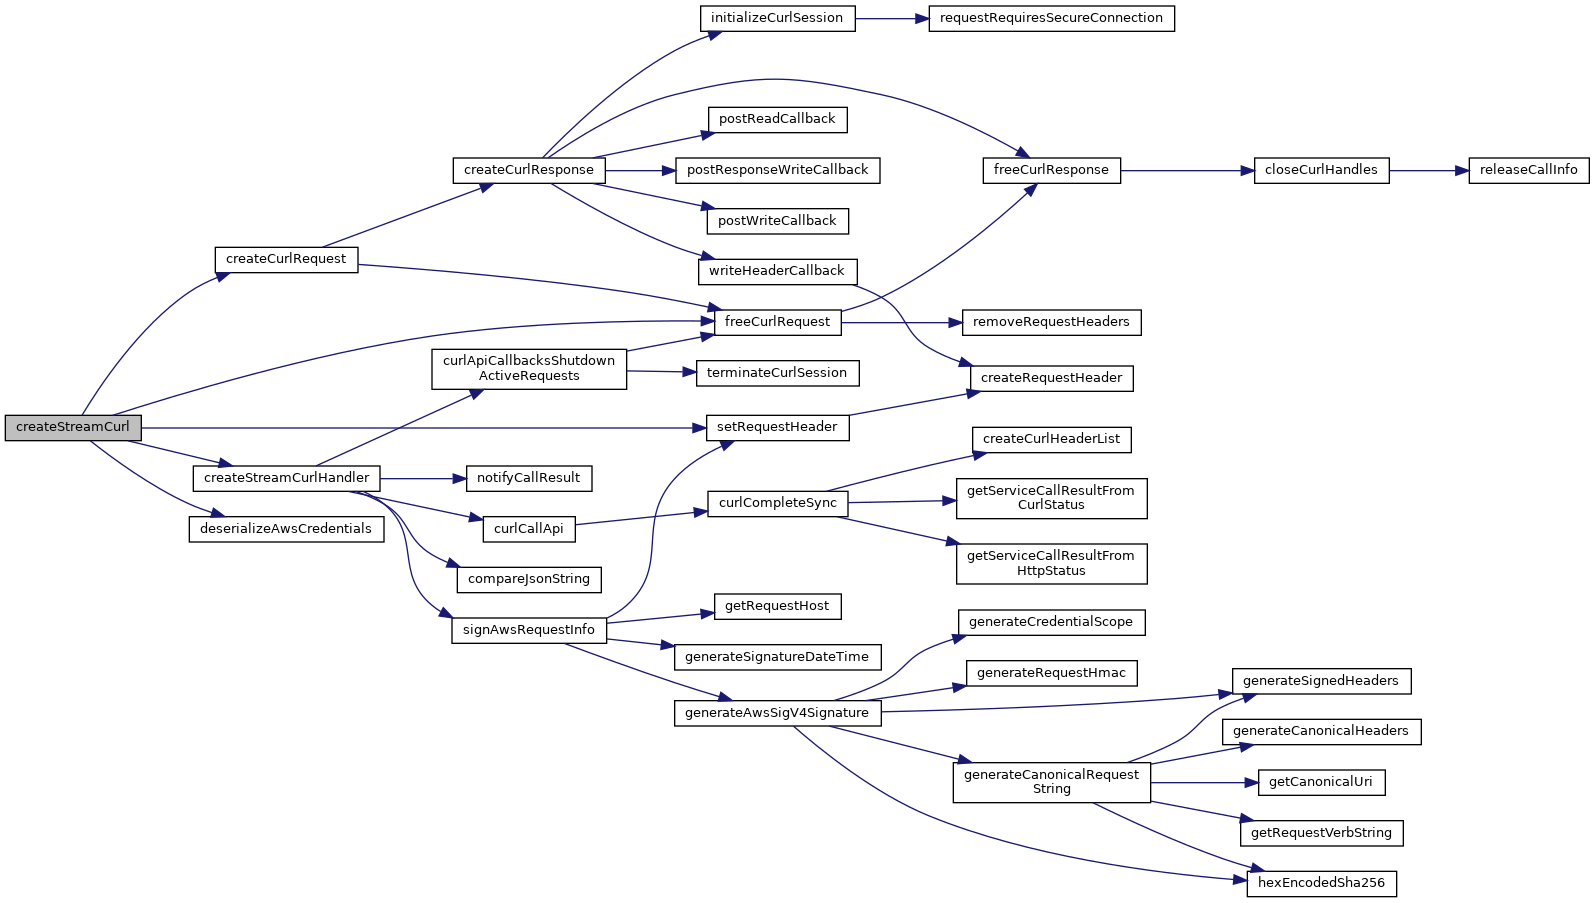 initializeCurlSession
requestRequiresSecureConnection
postReadCallback
createCurlResponse
postResponseWriteCallback
freeCurlResponse
closeCurlHandles
releaseCallInfo
postWriteCallback
createCurlRequest
writeHeaderCallback
freeCurlRequest
removeRequestHeaders
curlApiCallbacksShutdown
ActiveRequests
terminateCurlSession
createRequestHeader
createStreamCurl
setRequestHeader
createCurlHeaderList
createStreamCurlHandler
notifyCallResult
getServiceCallResultFrom
CurlStatus
curlCompleteSync
deserializeAwsCredentials
curlCallApi
getServiceCallResultFrom
HttpStatus
compareJsonString
getRequestHost
signAwsRequestInfo
generateCredentialScope
generateSignatureDateTime
generateRequestHmac
generateSignedHeaders
generateAwsSigV4Signature
generateCanonicalHeaders
generateCanonicalRequest
String
getCanonicalUri
getRequestVerbString
hexEncodedSha256